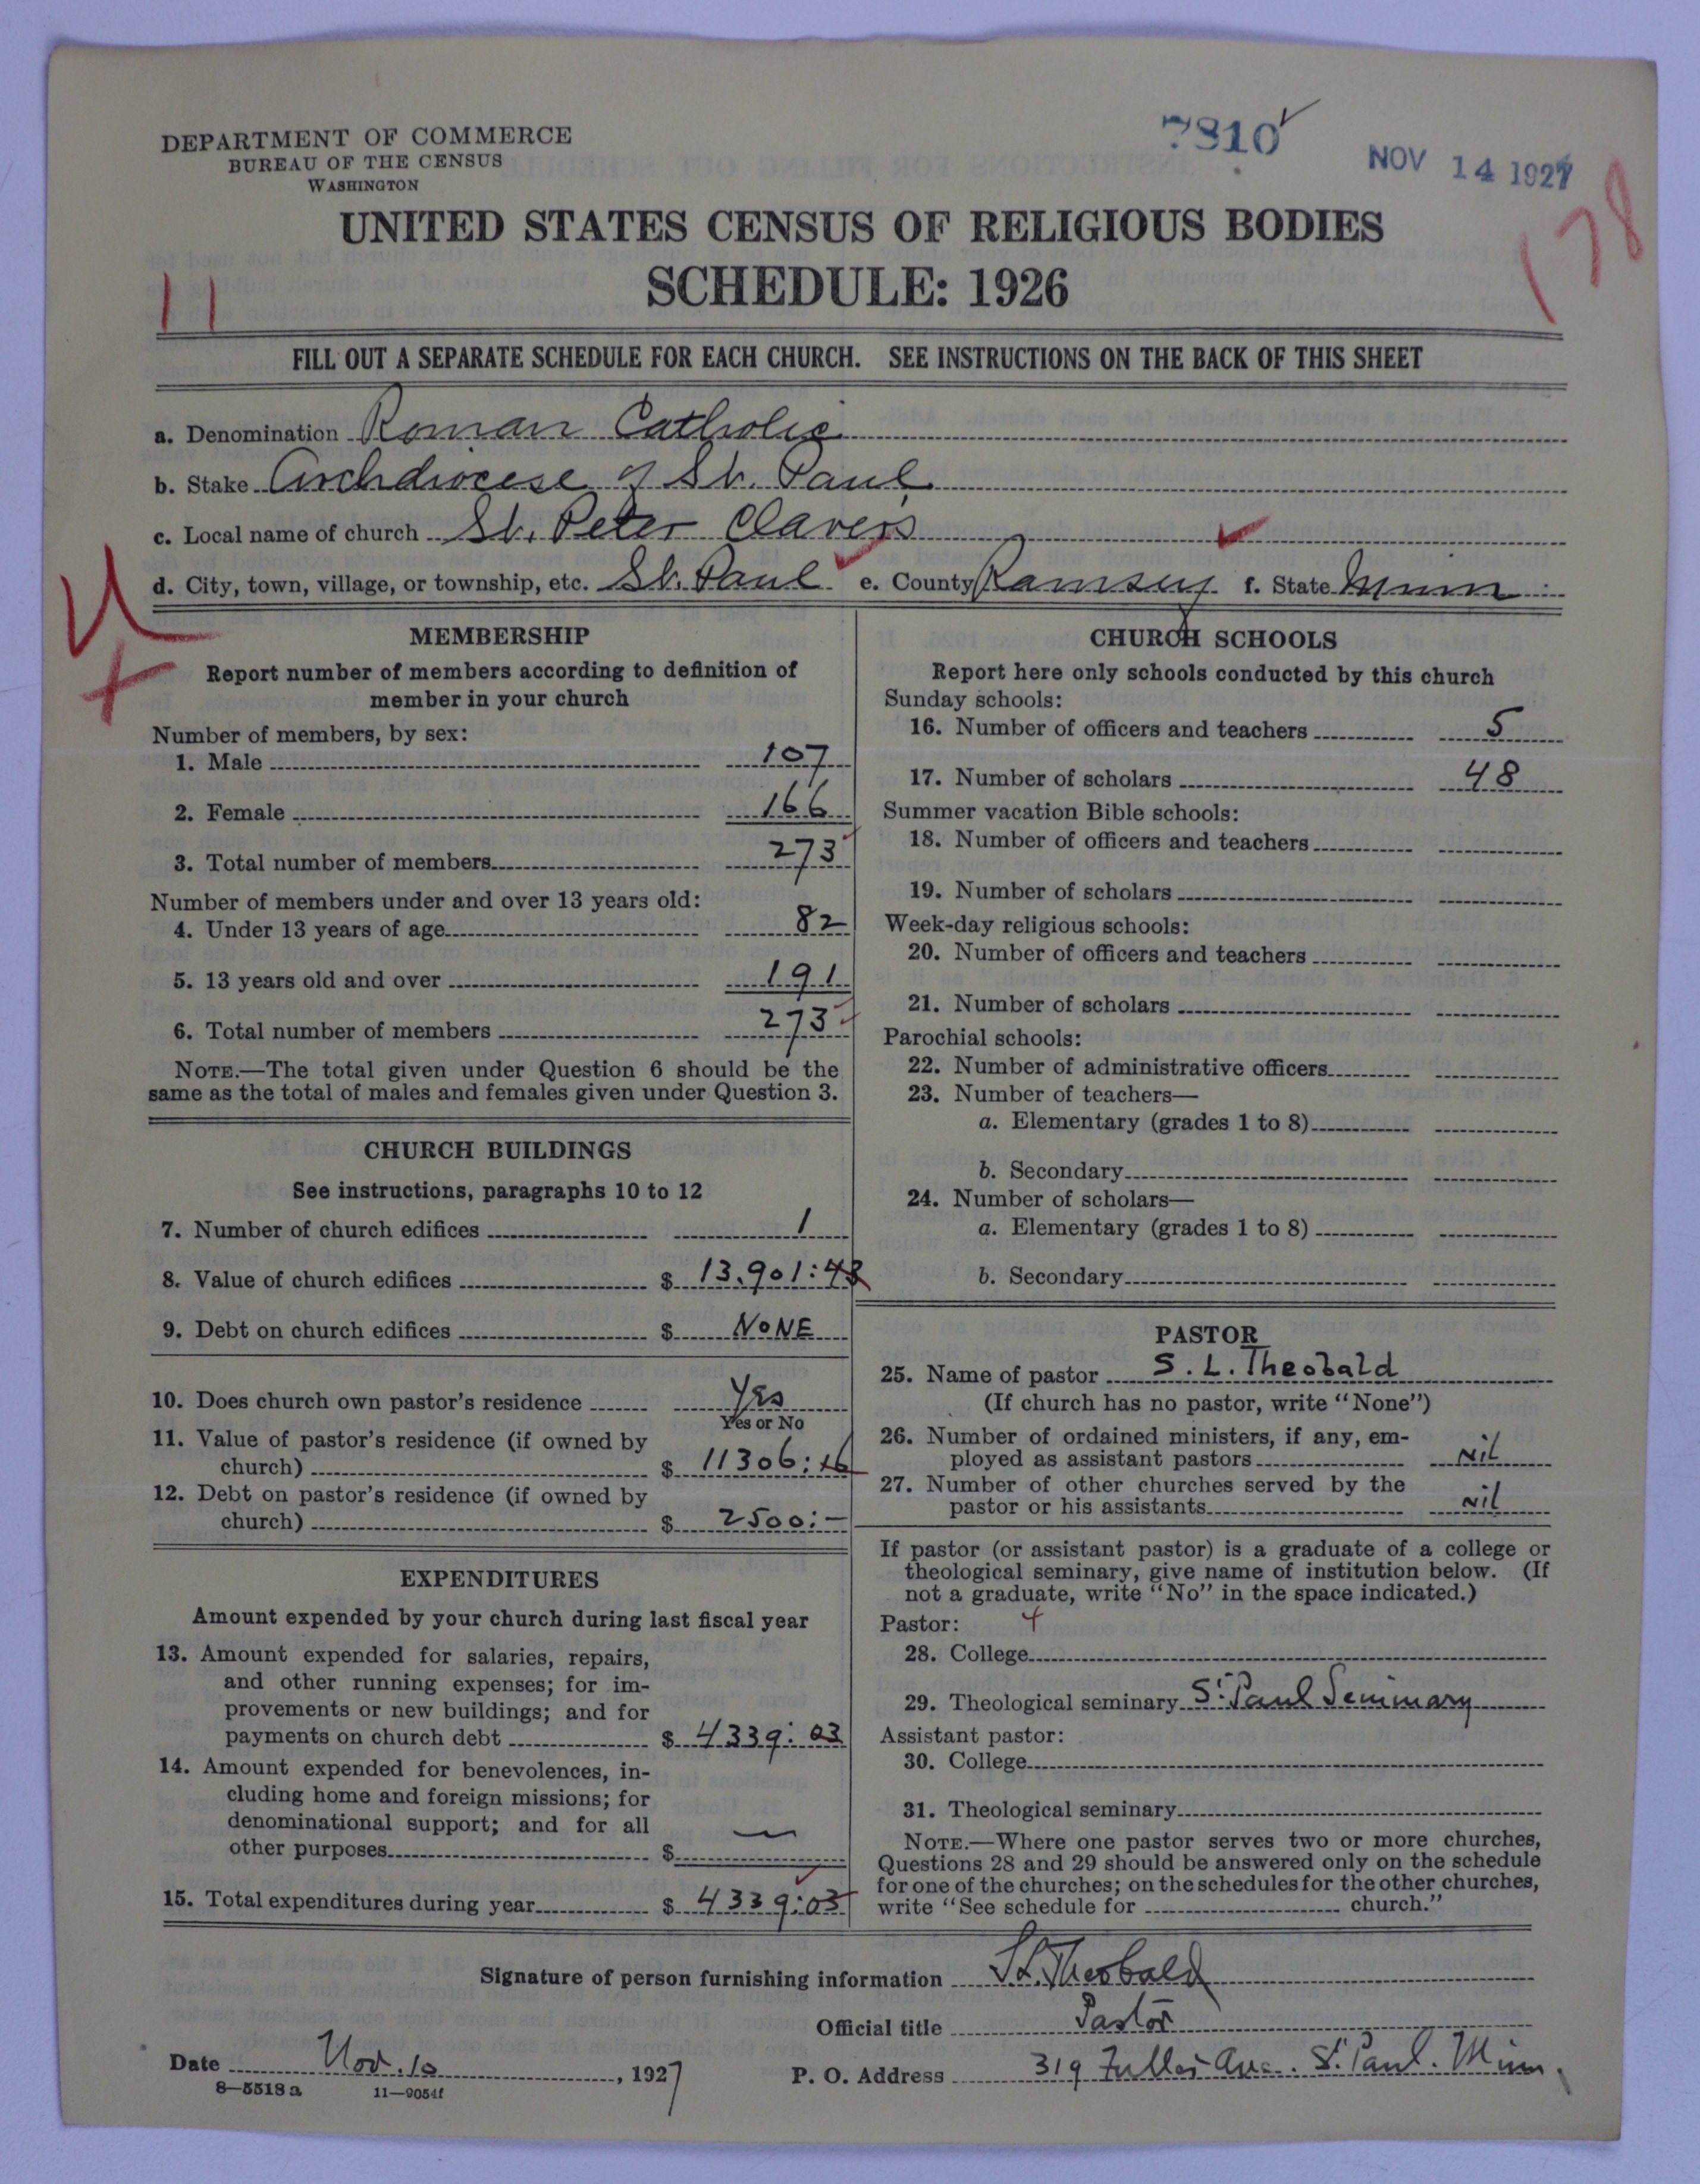 DEPARTMENT OF COMMERCE
BUREAU OF THE CENSUS
WASHINGTON
7810
NOV 14 1927
178
UNITED STATES CENSUS OF RELIGIOUS BODIES
SCHEDULE: 1926
11
FILL OUT A SEPARATE SCHEDULE FOR EACH CHURCH. SEE INSTRUCTIONS ON THE BACK OF THIS SHEET
a. Denomination Roman Catholic
b. Stake Archdiocese of St. Paul
c. Local name of church St. Peter Claver's
d. City, town, village, or township, etc. St. Paul e. County Ramsey f. State Minn
MEMBERSHIP
Report number of members according to definition of
member in your church
Number of members, by sex:
1. Male 107
2. Female 166
3. Total number of members 273
Number of members under and over 13 years old:
4. Under 13 years of age 82
5. 13 years old and over 191
6. Total number of members 273
NOTE.—The total given under Question 6 should be the
same as the total of males and females given under Question 3.
CHURCH BUILDINGS
See instructions, paragraphs 10 to 12
7. Number of church edifices 1
8. Value of church edifices $ 13.901:43
9. Debt on church edifices $ NONE
10. Does church own pastor's residence Yes
Yes or No
11. Value of pastor's residence (if owned by
church) $ 11306:16
12. Debt on pastor's residence (if owned by
church) $ 2500:-
EXPENDITURES
Amount expended by your church during last fiscal year
13. Amount expended for salaries, repairs,
and other running expenses; for im-
provements or new buildings; and for
payments on church debt $ 4339:03
14. Amount expended for benevolences, in-
cluding home and foreign missions; for
denominational support; and for all
other purposes $ —
15. Total expenditures during year $ 4339:03
CHURCH SCHOOLS
Report here only schools conducted by this church
Sunday schools:
16. Number of officers and teachers 5
17. Number of scholars 48
Summer vacation Bible schools:
18. Number of officers and teachers
19. Number of scholars
Week-day religious schools:
20. Number of officers and teachers
21. Number of scholars
Parochial schools:
22. Number of administrative officers
23. Number of teachers—
a. Elementary (grades 1 to 8)
b. Secondary
24. Number of scholars—
a. Elementary (grades 1 to 8)
b. Secondary
PASTOR
25. Name of pastor S. L. Theobald
(If church has no pastor, write "None")
26. Number of ordained ministers, if any, em-
ployed as assistant pastors Nil
27. Number of other churches served by the
pastor or his assistants nil
If pastor (or assistant pastor) is a graduate of a college or
theological seminary, give name of institution below. (If
not a graduate, write "No" in the space indicated.)
Pastor:
28. College
29. Theological seminary St. Paul Seminary
Assistant pastor:
30. College
31. Theological seminary
NOTE.—Where one pastor serves two or more churches,
Questions 28 and 29 should be answered only on the schedule
for one of the churches; on the schedules for the other churches,
write "See schedule for church."
Signature of person furnishing information S.L. Theobald
Official title Pastor
Date Nov. 10, 1927 P. O. Address 319 Fuller Ave. St. Paul. Minn.
8—5518a 11—9054f